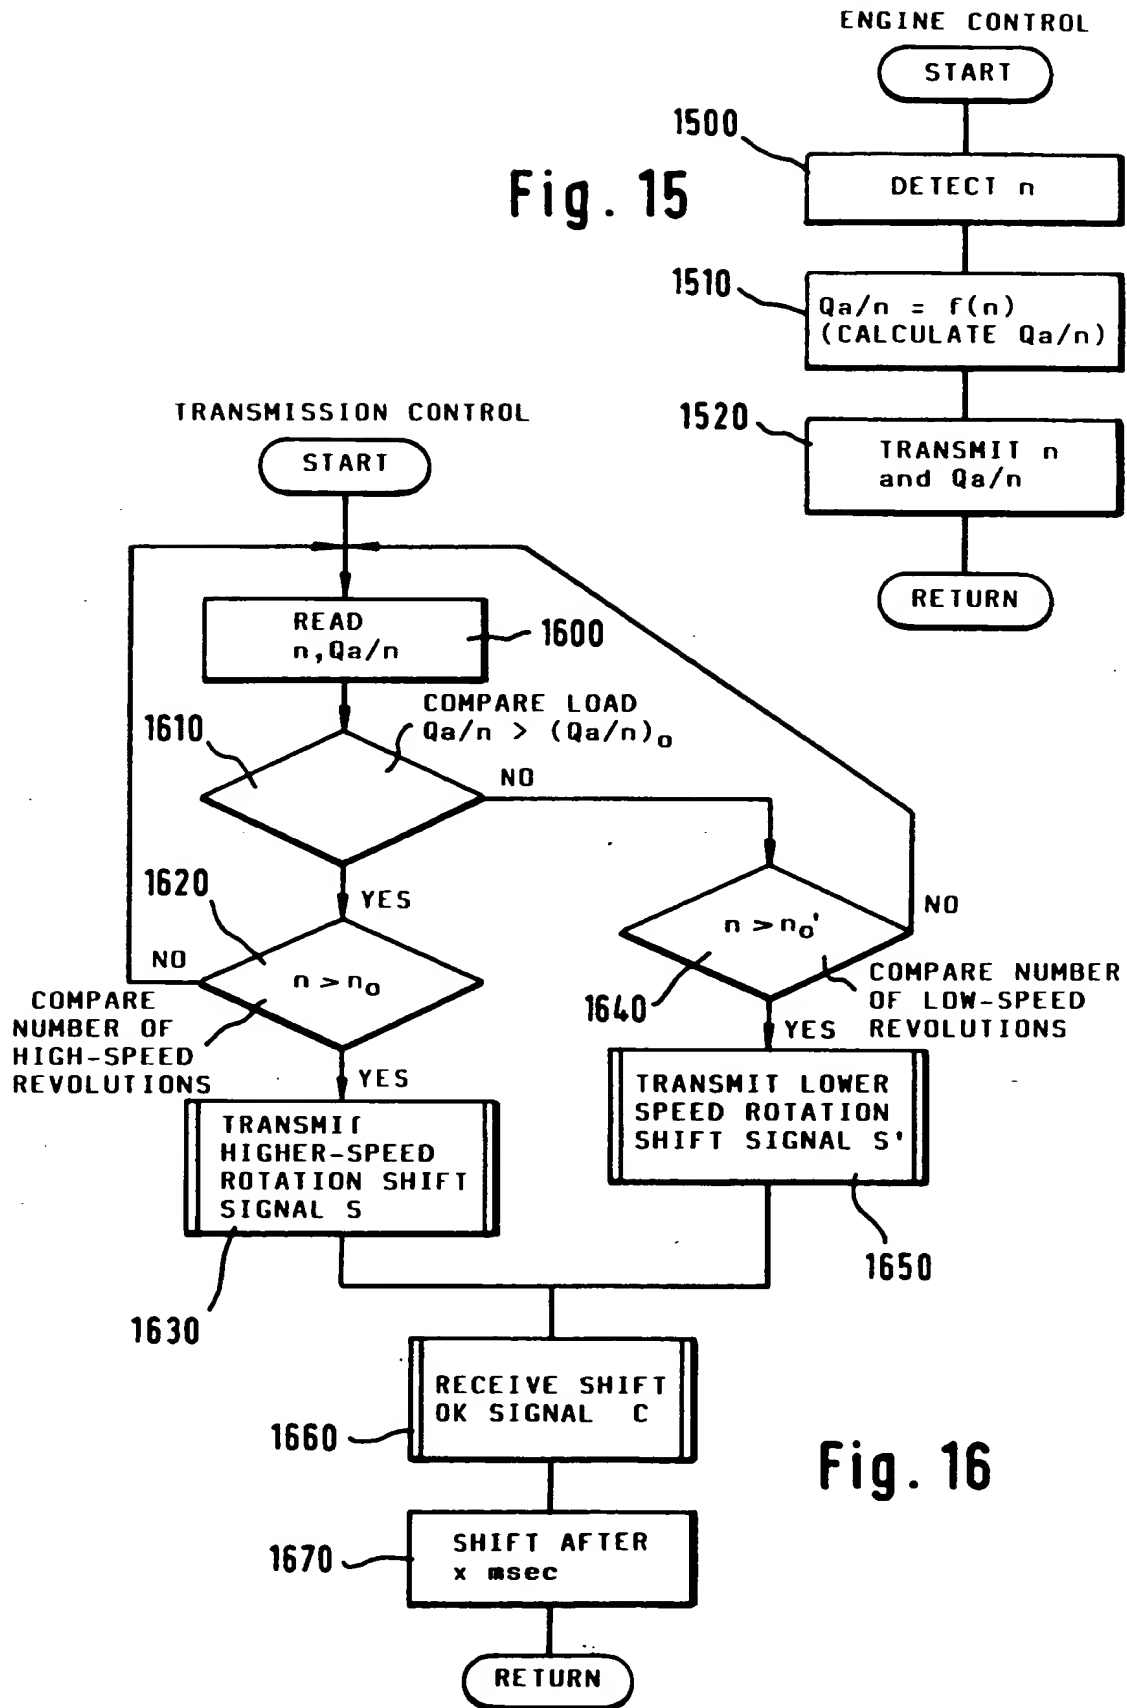 ENGINE CONTROL
START
1500
DETECT n
Fig. 15
1510
Qa/n = f(n)
(CALCULATE Qa/n)
1520
TRANSMIT n
and Qa/n
RETURN
TRANSMISSION CONTROL
START
READ
n,Qa/n
1600
COMPARE LOAD
Qa/n > (Qa/n)o
1610
NO
YES
1620
n > no
NO
COMPARE
NUMBER OF
HIGH-SPEED
REVOLUTIONS
YES
n > no'
NO
1640
COMPARE NUMBER
OF LOW-SPEED
REVOLUTIONS
YES
TRANSMIT
HIGHER-SPEED
ROTATION SHIFT
SIGNAL S
1630
TRANSMIT LOWER
SPEED ROTATION
SHIFT SIGNAL S'
1650
RECEIVE SHIFT
OK SIGNAL C
1660
Fig. 16
SHIFT AFTER
x msec
1670
RETURN